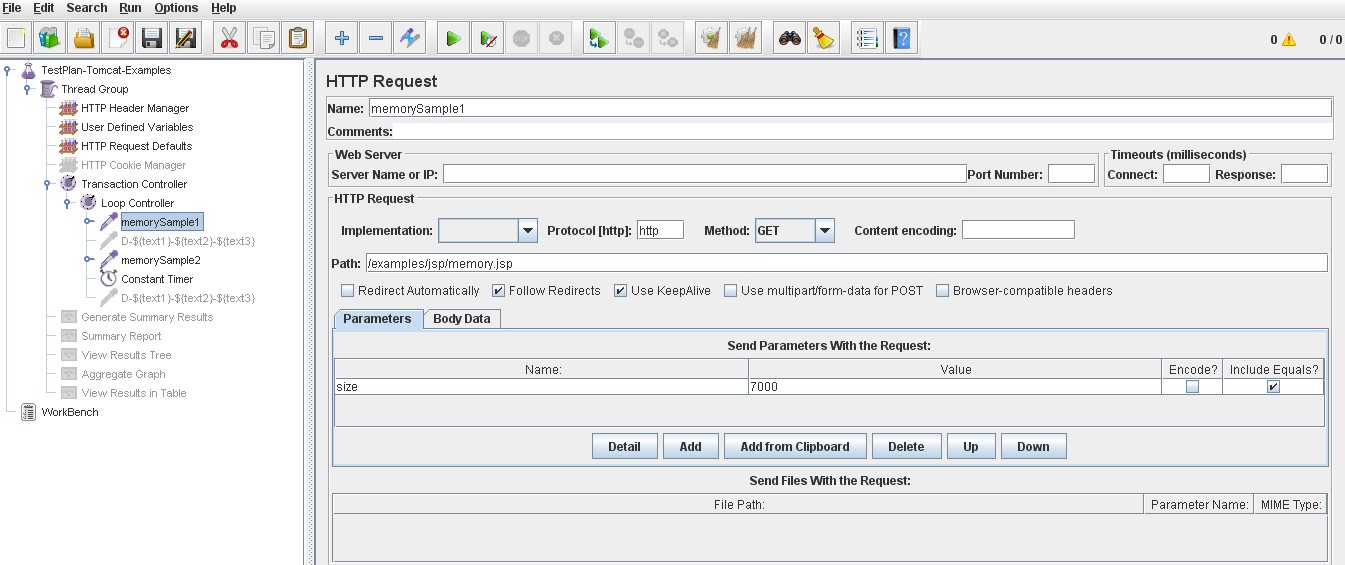 File Edit Search Run Options Help
0 0 / 0
TestPlan-Tomcat-Examples
Thread Group
HTTP Header Manager
User Defined Variables
HTTP Request Defaults
HTTP Cookie Manager
Transaction Controller
Loop Controller
memorySample1
D-${text1}-${text2}-${text3}
memorySample2
Constant Timer
D-${text1}-${text2}-${text3}
Generate Summary Results
Summary Report
View Results Tree
Aggregate Graph
View Results in Table
WorkBench
HTTP Request
Name: memorySample1
Comments:
Web Server
Server Name or IP: Port Number:
Timeouts (milliseconds)
Connect: Response:
HTTP Request
Implementation: Protocol [http]: http Method: GET Content encoding:
Path: /examples/jsp/memory.jsp
Redirect Automatically Follow Redirects Use KeepAlive Use multipart/form-data for POST Browser-compatible headers
Parameters Body Data
Send Parameters With the Request:
Name: Value Encode? Include Equals?
size 7000
Detail Add Add from Clipboard Delete Up Down
Send Files With the Request:
File Path: Parameter Name: MIME Type: